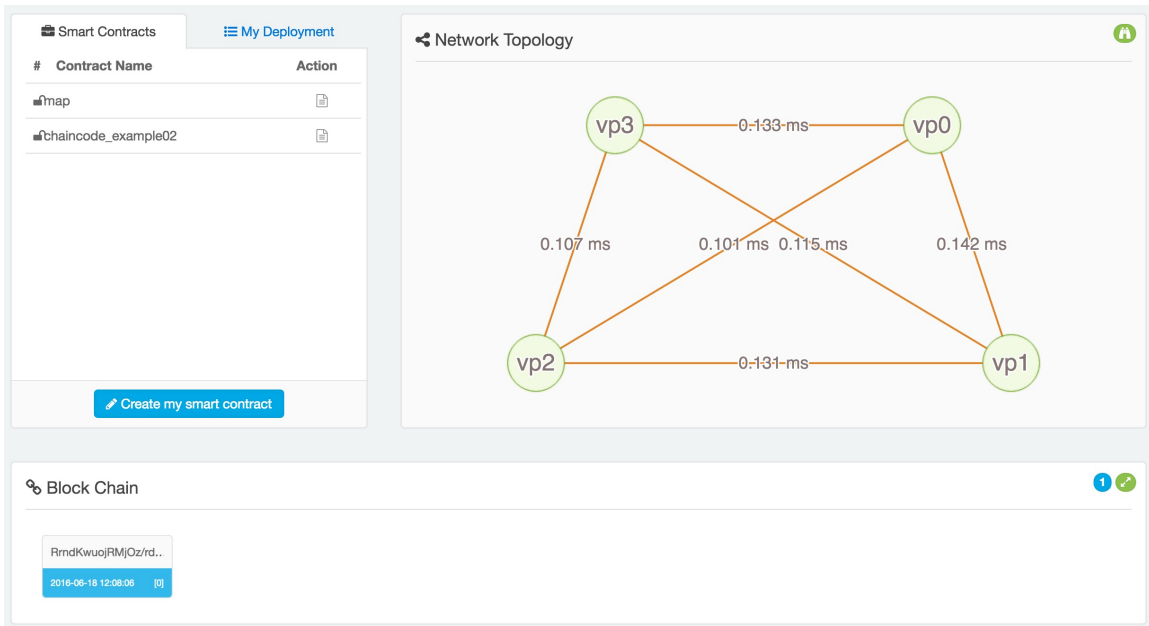 Smart Contracts
My Deployment
# Contract Name Action
map
chaincode_example02
Create my smart contract
Network Topology
vp3
0.133 ms
vp0
0.107 ms
0.101 ms
0.115 ms
0.142 ms
vp2
0.131 ms
vp1
Block Chain
1
RrndKwuojRMjOz/rd...
2016-06-18 12:08:06 [0]